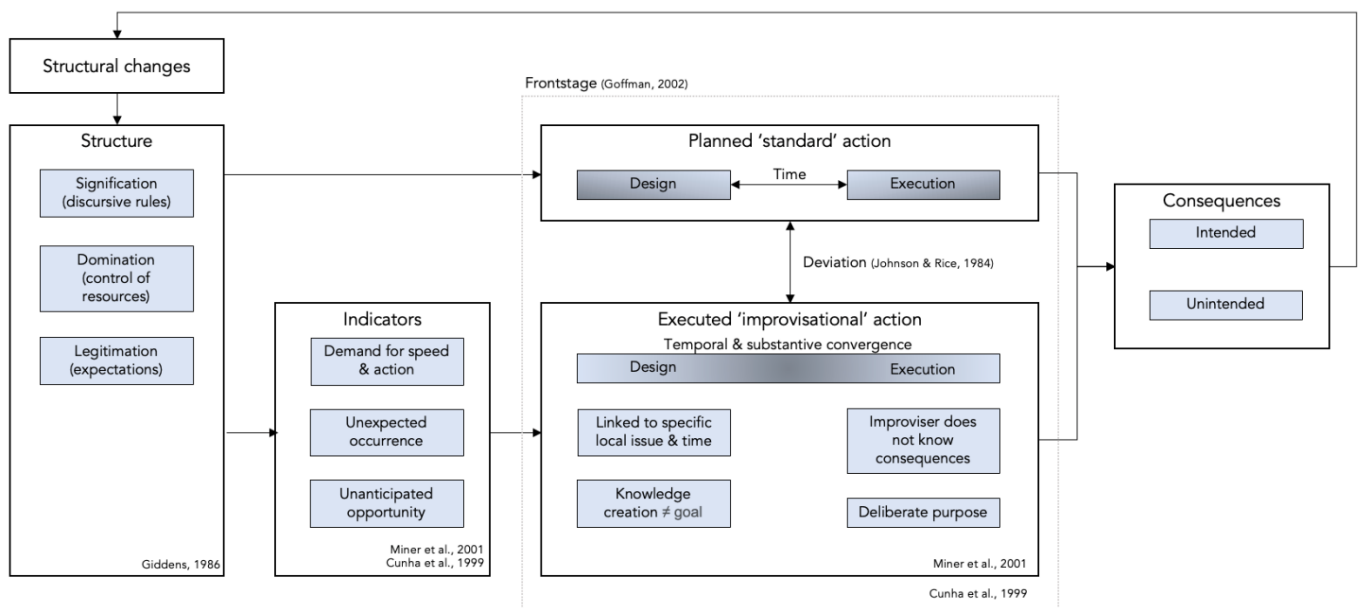 Structural changes
Structure
Signification
(discursive rules)
Domination
(control of
resources)
Legitimation
(expectations)
Giddens, 1986
Indicators
Demand for speed
& action
Unexpected
occurrence
Unanticipated
opportunity
Miner et al., 2001
Cunha et al., 1999
Frontstage (Goffman, 2002)
Planned ‘standard’ action
Design
Time
Execution
Deviation (Johnson & Rice, 1984)
Executed ‘improvisational’ action
Temporal & substantive convergence
Design
Execution
Linked to specific
local issue & time
Improviser does
not know
consequences
Knowledge
creation ≠ goal
Deliberate purpose
Miner et al., 2001
Cunha et al., 1999
Consequences
Intended
Unintended